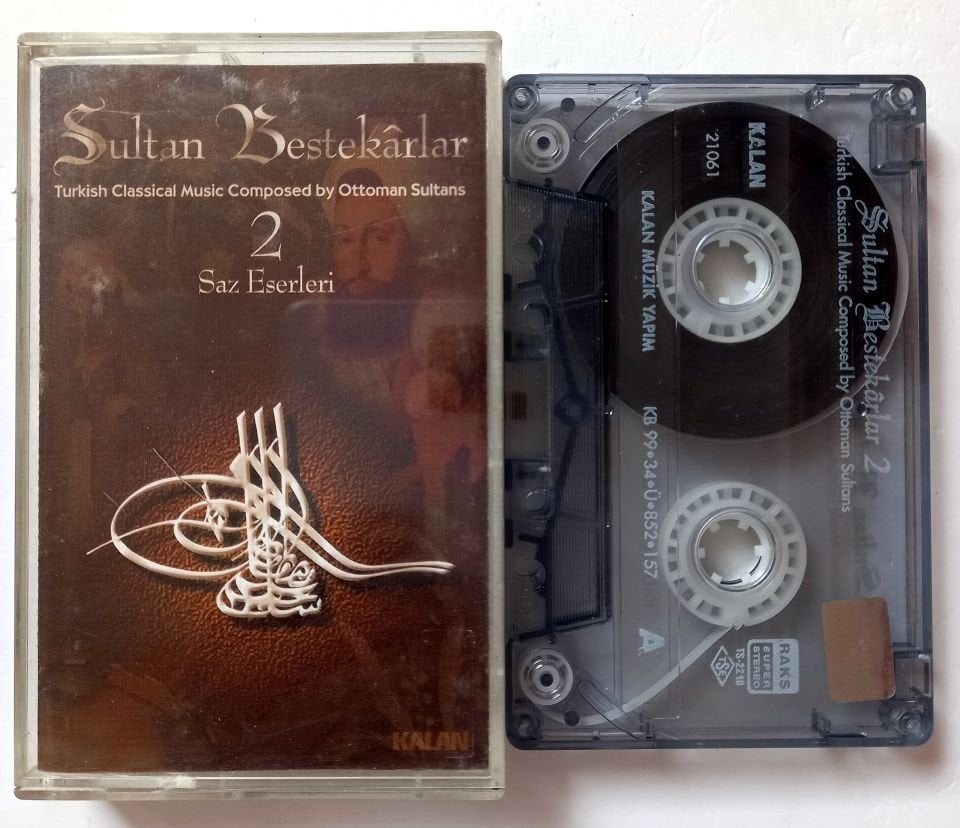 Sultan Bestekârlar
Turkish Classical Music Composed by Ottoman Sultans
2
Saz Eserleri
KALAN
Sultan Bestekârlar 2
Turkish Classical Music Composed by Ottoman Sultans
KALAN
21061
KALAN MÜZİK YAPIM
KB 99•34•Ü•852•157
A
RAKS
SUPER
STEREO
TS-2210
TSE